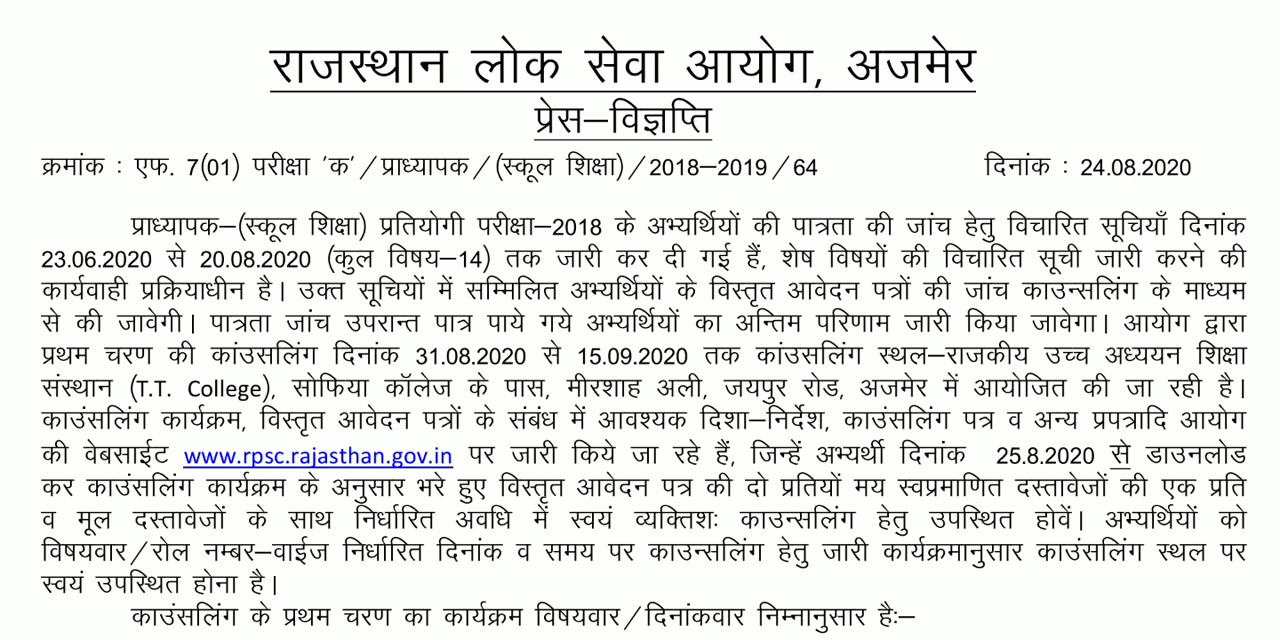 राजस्थान लोक सेवा आयोग, अजमेर
प्रेस–विज्ञप्ति
क्रमांक : एफ. 7(01) परीक्षा 'क'/प्राध्यापक/(स्कूल शिक्षा)/2018–2019/64 दिनांक : 24.08.2020
प्राध्यापक–(स्कूल शिक्षा) प्रतियोगी परीक्षा–2018 के अभ्यर्थियों की पात्रता की जांच हेतु विचारित सूचियाँ दिनांक
23.06.2020 से 20.08.2020 (कुल विषय–14) तक जारी कर दी गई हैं, शेष विषयों की विचारित सूची जारी करने की
कार्यवाही प्रक्रियाधीन है। उक्त सूचियों में सम्मिलित अभ्यर्थियों के विस्तृत आवेदन पत्रों की जांच काउन्सलिंग के माध्यम
से की जावेगी। पात्रता जांच उपरान्त पात्र पाये गये अभ्यर्थियों का अन्तिम परिणाम जारी किया जावेगा। आयोग द्वारा
प्रथम चरण की कांउसलिंग दिनांक 31.08.2020 से 15.09.2020 तक कांउसलिंग स्थल–राजकीय उच्च अध्ययन शिक्षा
संस्थान (T.T. College), सोफिया कॉलेज के पास, मीरशाह अली, जयपुर रोड, अजमेर में आयोजित की जा रही है।
काउंसलिंग कार्यक्रम, विस्तृत आवेदन पत्रों के संबंध में आवश्यक दिशा–निर्देश, काउंसलिंग पत्र व अन्य प्रपत्रादि आयोग
की वेबसाईट www.rpsc.rajasthan.gov.in पर जारी किये जा रहे हैं, जिन्हें अभ्यर्थी दिनांक 25.8.2020 से डाउनलोड
कर काउंसलिंग कार्यक्रम के अनुसार भरे हुए विस्तृत आवेदन पत्र की दो प्रतियों मय स्वप्रमाणित दस्तावेजों की एक प्रति
व मूल दस्तावेजों के साथ निर्धारित अवधि में स्वयं व्यक्तिशः काउन्सलिंग हेतु उपस्थित होवें। अभ्यर्थियों को
विषयवार/रोल नम्बर–वाईज निर्धारित दिनांक व समय पर काउन्सलिंग हेतु जारी कार्यक्रमानुसार काउंसलिंग स्थल पर
स्वयं उपस्थित होना है।
काउंसलिंग के प्रथम चरण का कार्यक्रम विषयवार/दिनांकवार निम्नानुसार हैः–